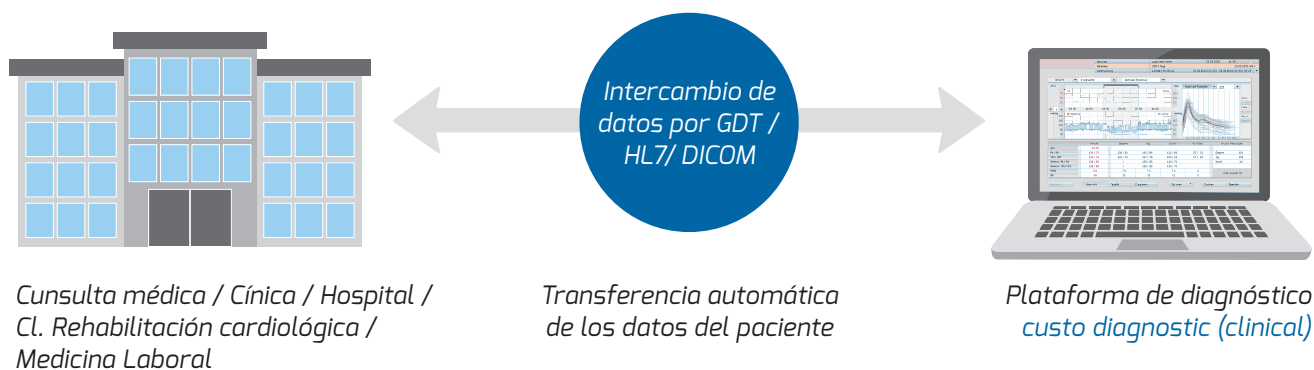 Intercambio de
datos por GDT /
HL7/ DICOM
Cunsulta médica / Cínica / Hospital /
Cl. Rehabilitación cardiológica /
Medicina Laboral
Transferencia automática
de los datos del paciente
Plataforma de diagnóstico
custo diagnostic (clinical)